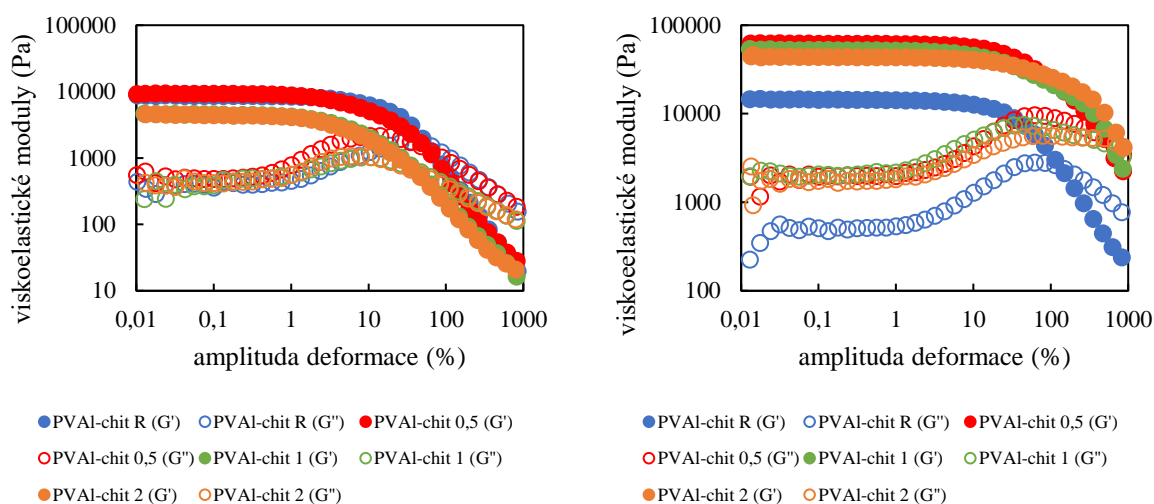 viskoelastické moduly (Pa)
100000
10000
1000
100
10
0,01 0,1 1 10 100 1000
amplituda deformace (%)
PVAl-chit R (G') PVAl-chit R (G'') PVAl-chit 0,5 (G')
PVAl-chit 0,5 (G'') PVAl-chit 1 (G') PVAl-chit 1 (G'')
PVAl-chit 2 (G') PVAl-chit 2 (G'')
viskoeelastické moduly (Pa)
100000
10000
1000
100
0,01 0,1 1 10 100 1000
amplituda deformace (%)
PVAl-chit R (G') PVAl-chit R (G'') PVAl-chit 0,5 (G')
PVAl-chit 0,5 (G'') PVAl-chit 1 (G') PVAl-chit 1 (G'')
PVAl-chit 2 (G') PVAl-chit 2 (G'')